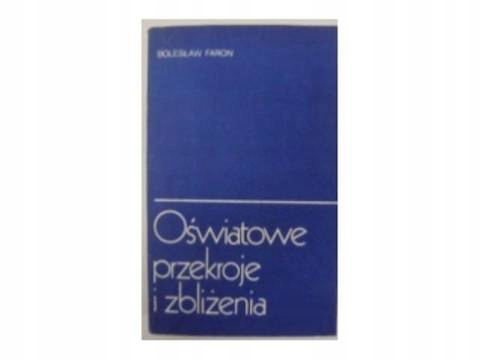 BOLESŁAW FARON
Oświatowe
przekroje
i zbliżenia